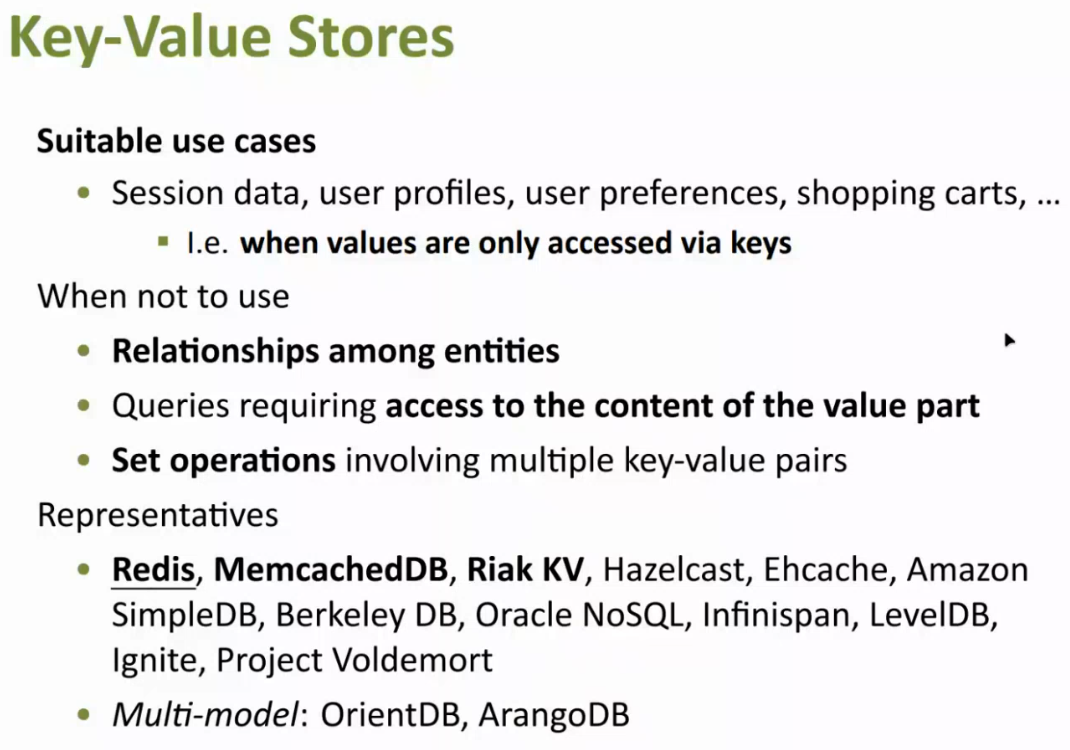 Key-Value Stores
Suitable use cases
• Session data, user profiles, user preferences, shopping carts, ...
▪ I.e. when values are only accessed via keys
When not to use
• Relationships among entities
• Queries requiring access to the content of the value part
• Set operations involving multiple key-value pairs
Representatives
• Redis, MemcachedDB, Riak KV, Hazelcast, Ehcache, Amazon
SimpleDB, Berkeley DB, Oracle NoSQL, Infinispan, LevelDB,
Ignite, Project Voldemort
• Multi-model: OrientDB, ArangoDB